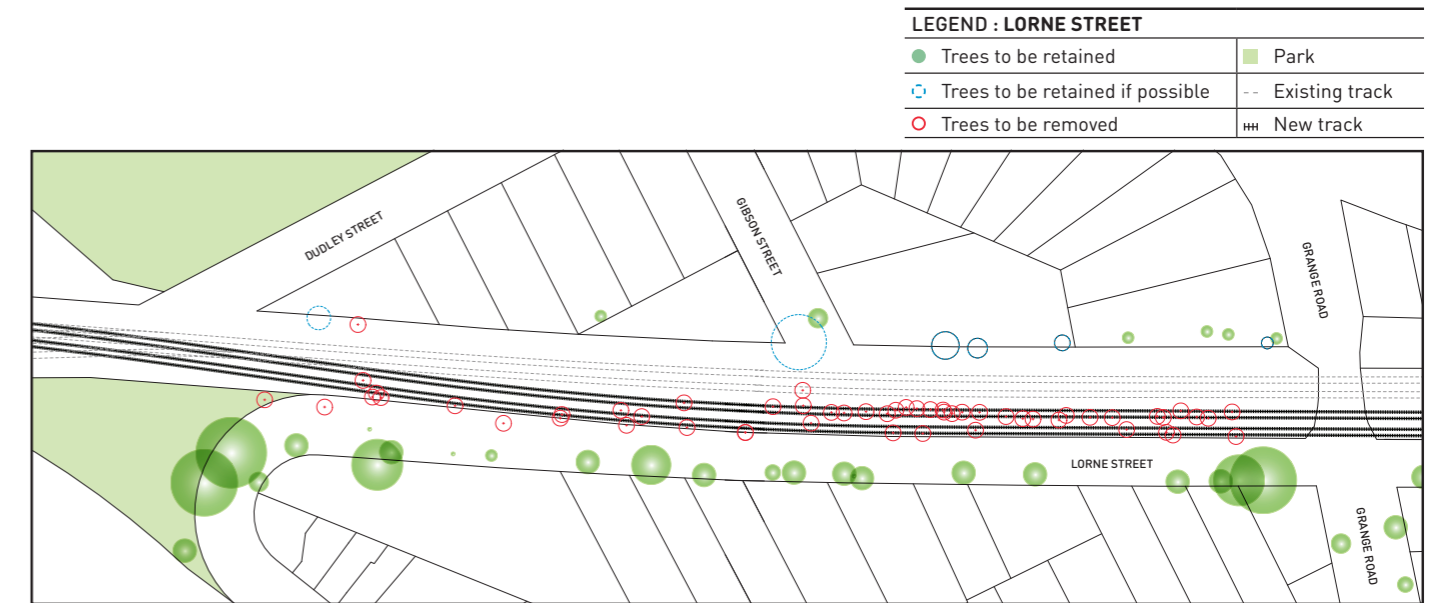 LEGEND : LORNE STREET
Trees to be retained
Park
Trees to be retained if possible
Existing track
Trees to be removed
New track
DUDLEY STREET
GIBSON STREET
GRANGE ROAD
LORNE STREET
GRANGE ROAD